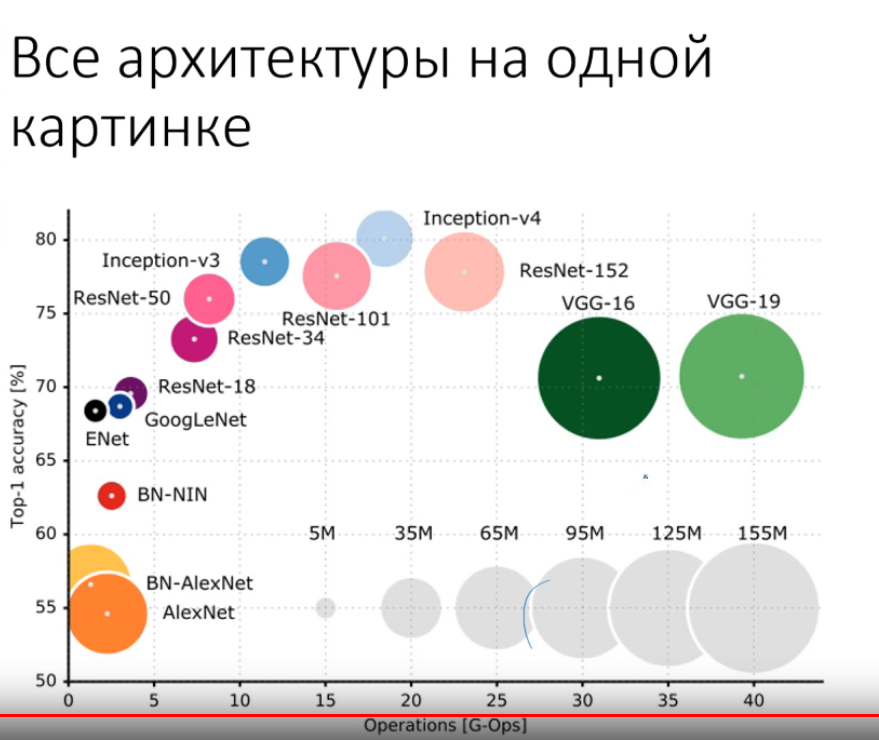 Все архитектуры на одной
картинке
Inception-v4
80
Inception-v3
ResNet-152
ResNet-50
VGG-16
VGG-19
75
ResNet-101
ResNet-34
70
ResNet-18
GoogLeNet
ENet
65
BN-NIN
60
5M 35M 65M 95M 125M 155M
BN-AlexNet
AlexNet
55
50
0 5 10 15 20 25 30 35 40
Top-1 accuracy [%]
Operations [G-Ops]